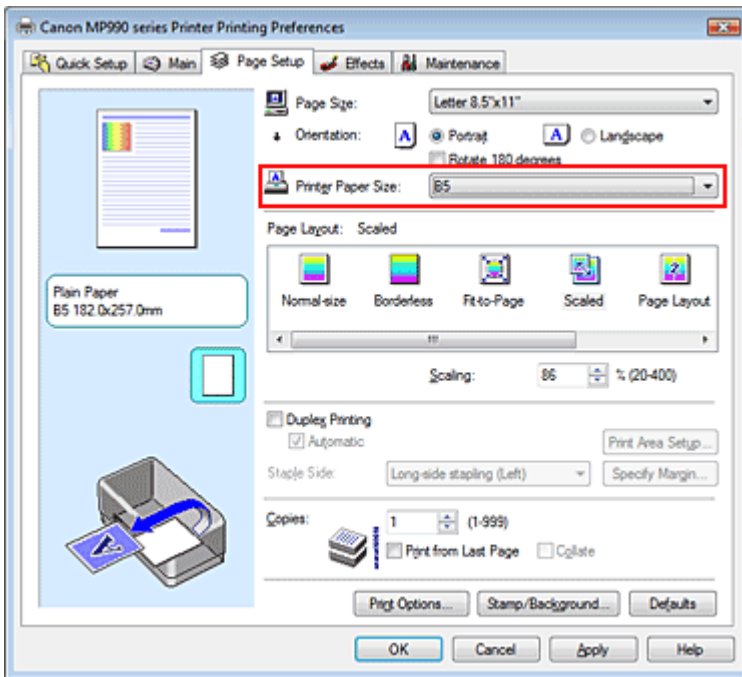 Canon MP990 series Printer Printing Preferences
Quick Setup Main Page Setup Effects Maintenance
Page Size: Letter 8.5"x11"
Orientation: A Portrait A Landscape
Rotate 180 degrees
Printer Paper Size: B5
Page Layout: Scaled
Normal-size Borderless Fit-to-Page Scaled Page Layout
Plain Paper
B5 182.0x257.0mm
Scaling: 86 % (20-400)
Duplex Printing
Automatic Print Area Setup...
Staple Side: Long-side stapling (Left) Specify Margin...
Copies: 1 (1-999)
Print from Last Page Collate
Print Options... Stamp/Background... Defaults
OK Cancel Apply Help